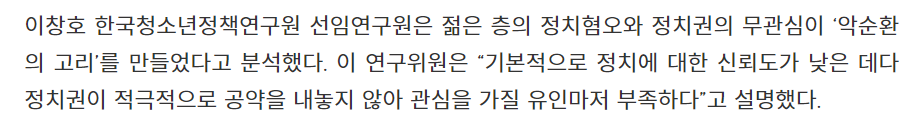 이창호 한국청소년정책연구원 선임연구원은 젊은 층의 정치혐오와 정치권의 무관심이 ‘악순환
의 고리’를 만들었다고 분석했다. 이 연구위원은 “기본적으로 정치에 대한 신뢰도가 낮은 데다
정치권이 적극적으로 공약을 내놓지 않아 관심을 가질 유인마저 부족하다”고 설명했다.